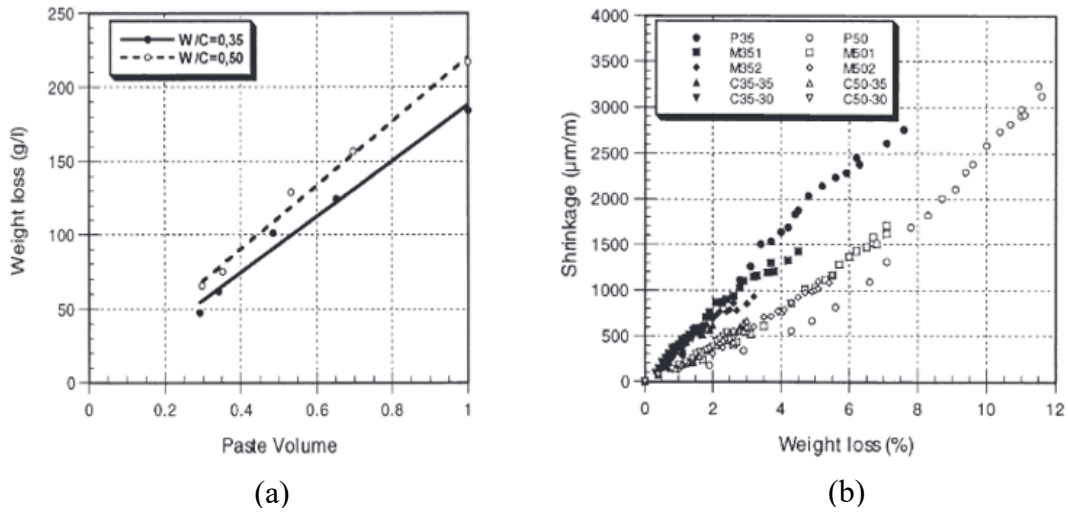 W/C=0,35
W/C=0,50
250
200
150
100
50
0
0 0.2 0.4 0.6 0.8 1
Weight loss (g/l)
Paste Volume
(a)
P35 P50
M351 M501
M352 M502
C35-35 C50-35
C35-30 C50-30
4000
3500
3000
2500
2000
1500
1000
500
0
0 2 4 6 8 10 12
Shrinkage (µm/m)
Weight loss (%)
(b)